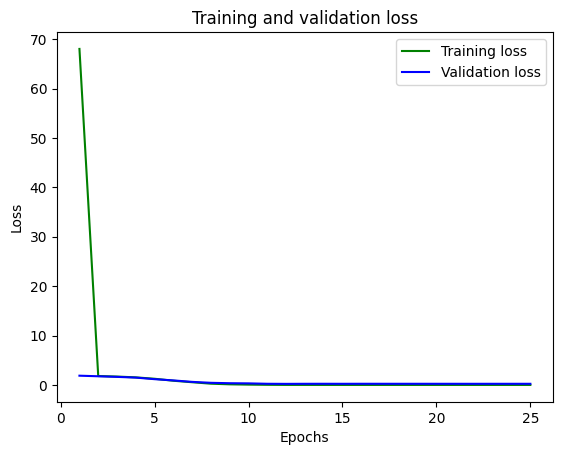 Training and validation loss
Training loss
Validation loss
70
60
50
40
30
20
10
0
Loss
0 5 10 15 20 25
Epochs